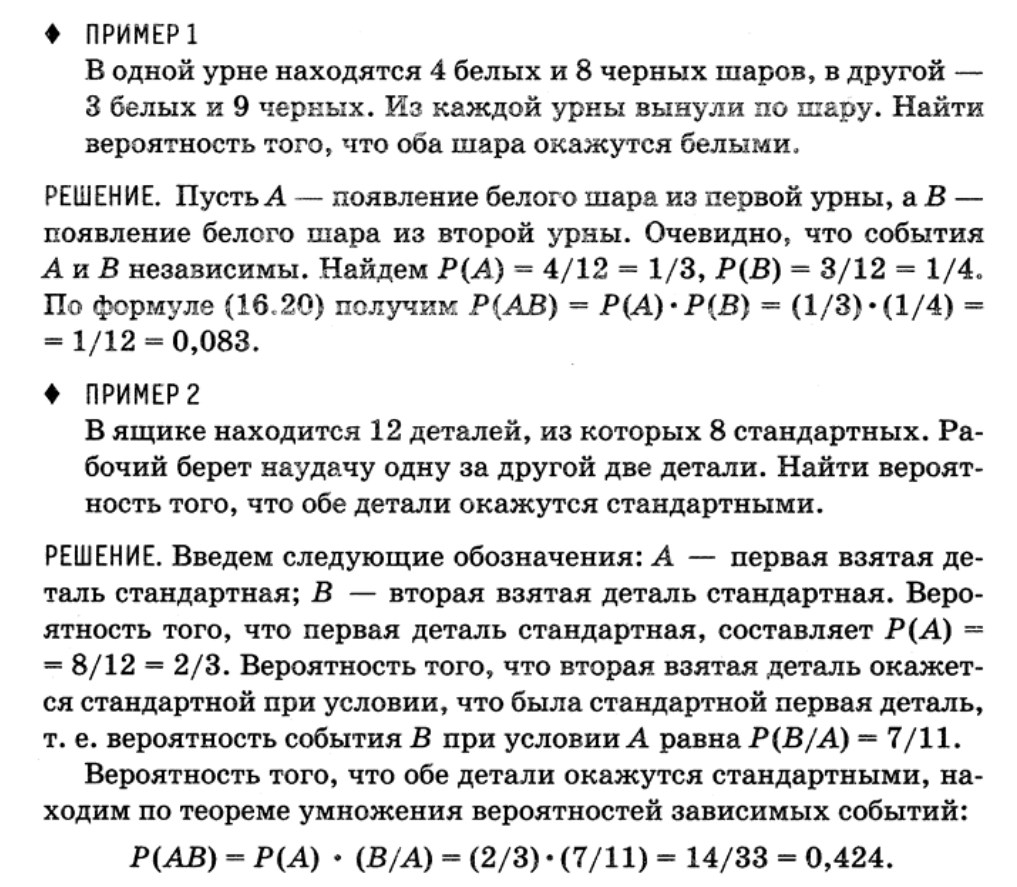 ♦ ПРИМЕР 1
В одной урне находятся 4 белых и 8 черных шаров, в другой —
3 белых и 9 черных. Из каждой урны вынули по шару. Найти
вероятность того, что оба шара окажутся белыми.
РЕШЕНИЕ. Пусть A — появление белого шара из первой урны, а B —
появление белого шара из второй урны. Очевидно, что события
A и B независимы. Найдем P(A) = 4/12 = 1/3, P(B) = 3/12 = 1/4.
По формуле (16.20) получим P(AB) = P(A)·P(B) = (1/3)·(1/4) =
= 1/12 = 0,083.
♦ ПРИМЕР 2
В ящике находится 12 деталей, из которых 8 стандартных. Ра-
бочий берет наудачу одну за другой две детали. Найти вероят-
ность того, что обе детали окажутся стандартными.
РЕШЕНИЕ. Введем следующие обозначения: A — первая взятая де-
таль стандартная; B — вторая взятая деталь стандартная. Веро-
ятность того, что первая деталь стандартная, составляет P(A) =
= 8/12 = 2/3. Вероятность того, что вторая взятая деталь окажет-
ся стандартной при условии, что была стандартной первая деталь,
т. е. вероятность события B при условии A равна P(B/A) = 7/11.
Вероятность того, что обе детали окажутся стандартными, на-
ходим по теореме умножения вероятностей зависимых событий:
P(AB) = P(A) · (B/A) = (2/3)·(7/11) = 14/33 = 0,424.